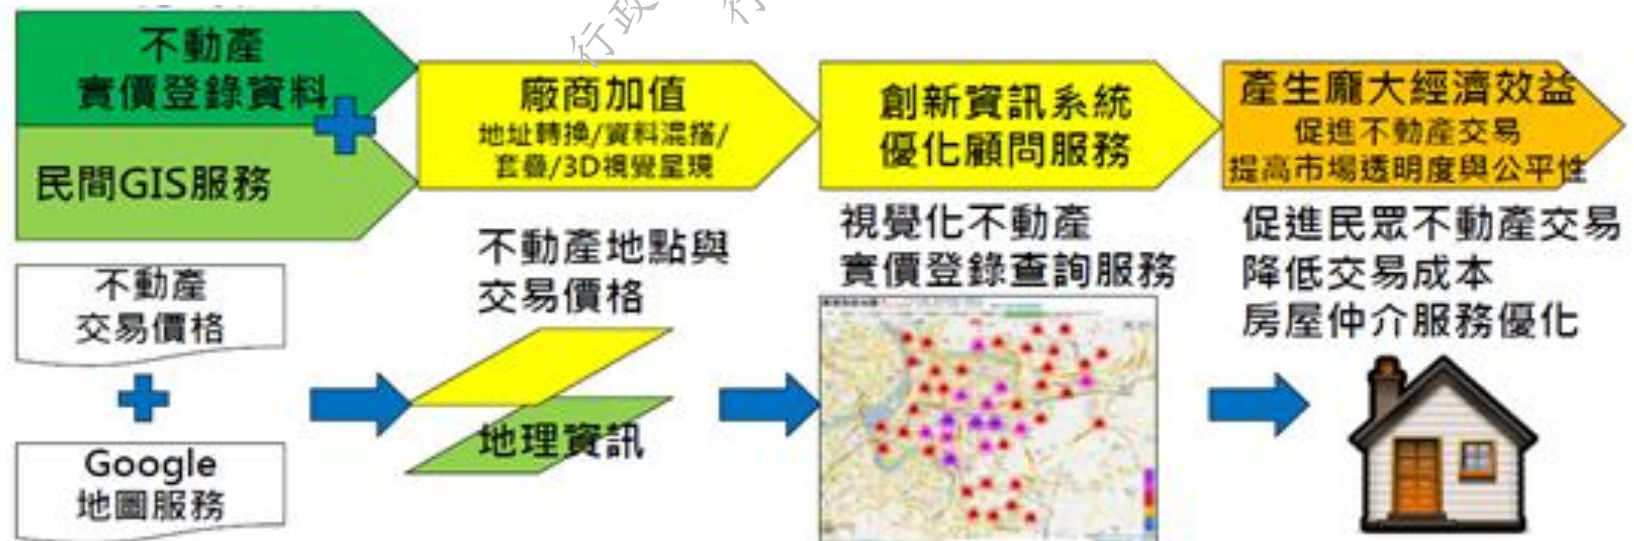 行政
行
不動產
實價登錄資料
民間GIS服務
廠商加值
地址轉換/資料混搭/
套疊/3D視覺呈現
創新資訊系統
優化顧問服務
產生龐大經濟效益
促進不動產交易
提高市場透明度與公平性
不動產
交易價格
Google
地圖服務
不動產地點與
交易價格
地理資訊
視覺化不動產
實價登錄查詢服務
促進民眾不動產交易
降低交易成本
房屋仲介服務優化